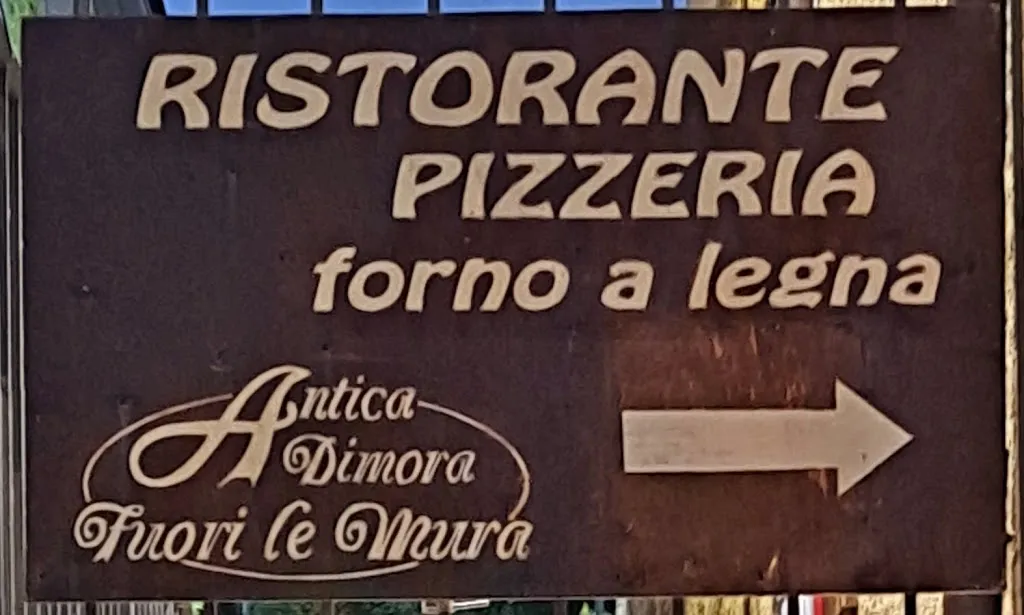 RISTORANTE
PIZZERIA
forno a legna
Antica
Dimora
Fuori le Mura